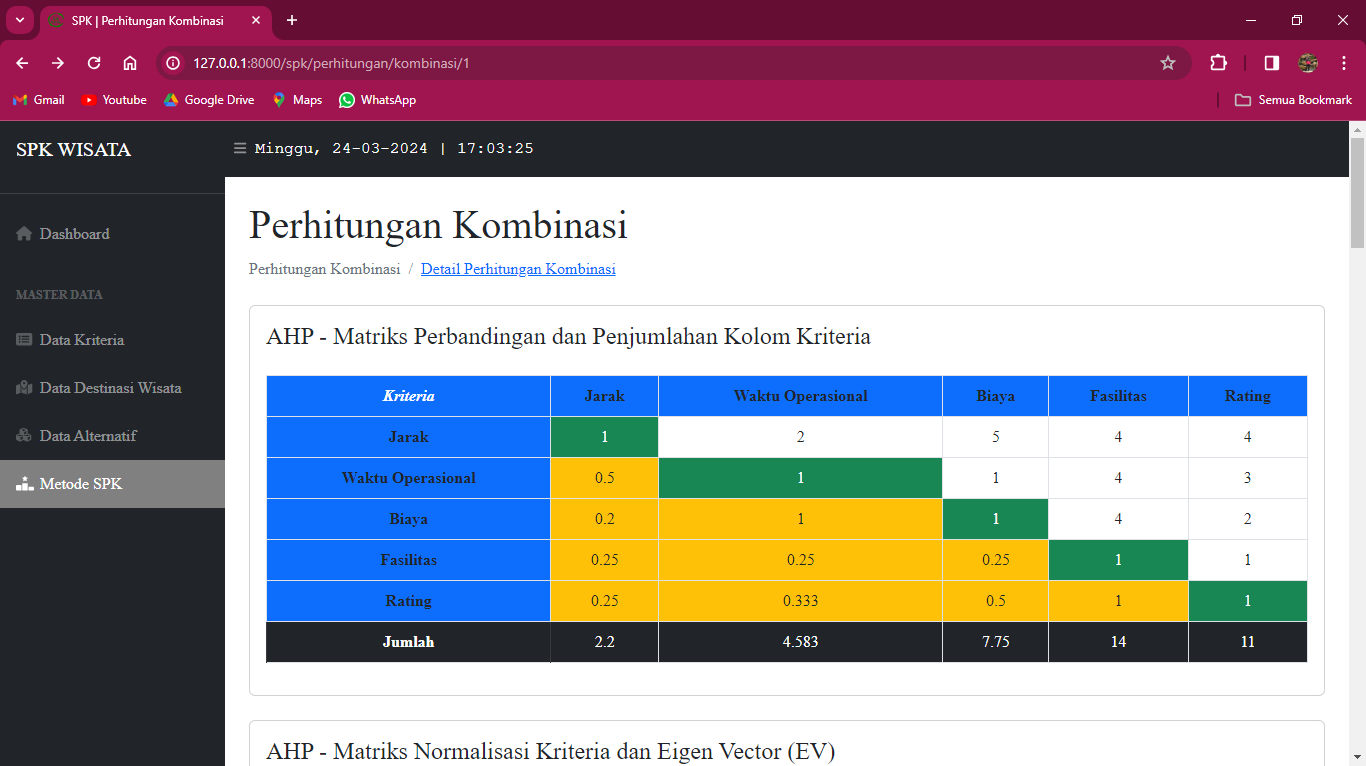 SPK | Perhitungan Kombinasi
127.0.0.1:8000/spk/perhitungan/kombinasi/1
Gmail Youtube Google Drive Maps WhatsApp Semua Bookmark
SPK WISATA
Minggu, 24-03-2024 | 17:03:25
Dashboard
MASTER DATA
Data Kriteria
Data Destinasi Wisata
Data Alternatif
Metode SPK
Perhitungan Kombinasi
Perhitungan Kombinasi / Detail Perhitungan Kombinasi
AHP - Matriks Perbandingan dan Penjumlahan Kolom Kriteria
Kriteria Jarak Waktu Operasional Biaya Fasilitas Rating
Jarak 1 2 5 4 4
Waktu Operasional 0.5 1 1 4 3
Biaya 0.2 1 1 4 2
Fasilitas 0.25 0.25 0.25 1 1
Rating 0.25 0.333 0.5 1 1
Jumlah 2.2 4.583 7.75 14 11
AHP - Matriks Normalisasi Kriteria dan Eigen Vector (EV)